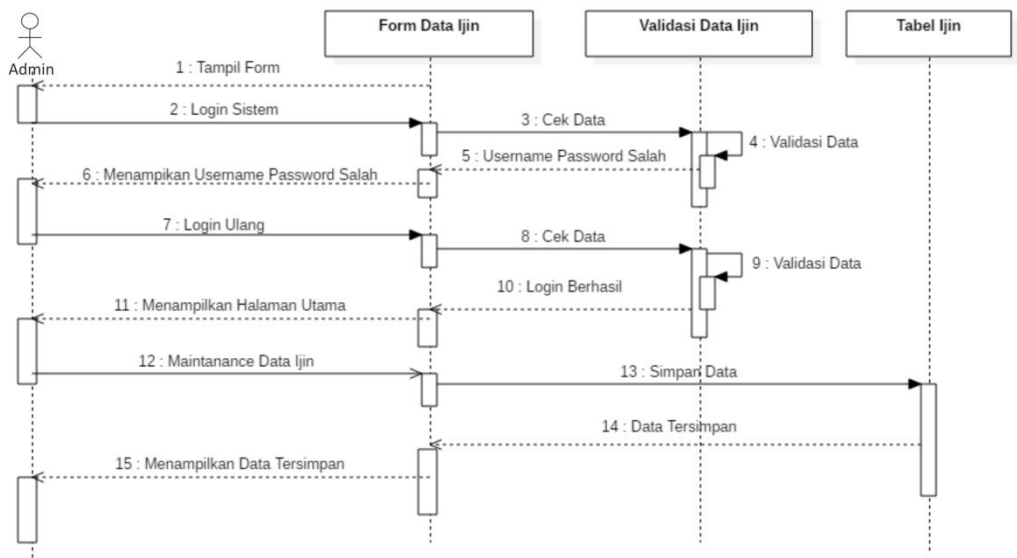 Form Data Ijin
Validasi Data Ijin
Tabel Ijin
Admin
1 : Tampil Form
2 : Login Sistem
3 : Cek Data
4 : Validasi Data
5 : Username Password Salah
6 : Menampikan Username Password Salah
7 : Login Ulang
8 : Cek Data
9 : Validasi Data
10 : Login Berhasil
11 : Menampilkan Halaman Utama
12 : Maintanance Data Ijin
13 : Simpan Data
14 : Data Tersimpan
15 : Menampilkan Data Tersimpan